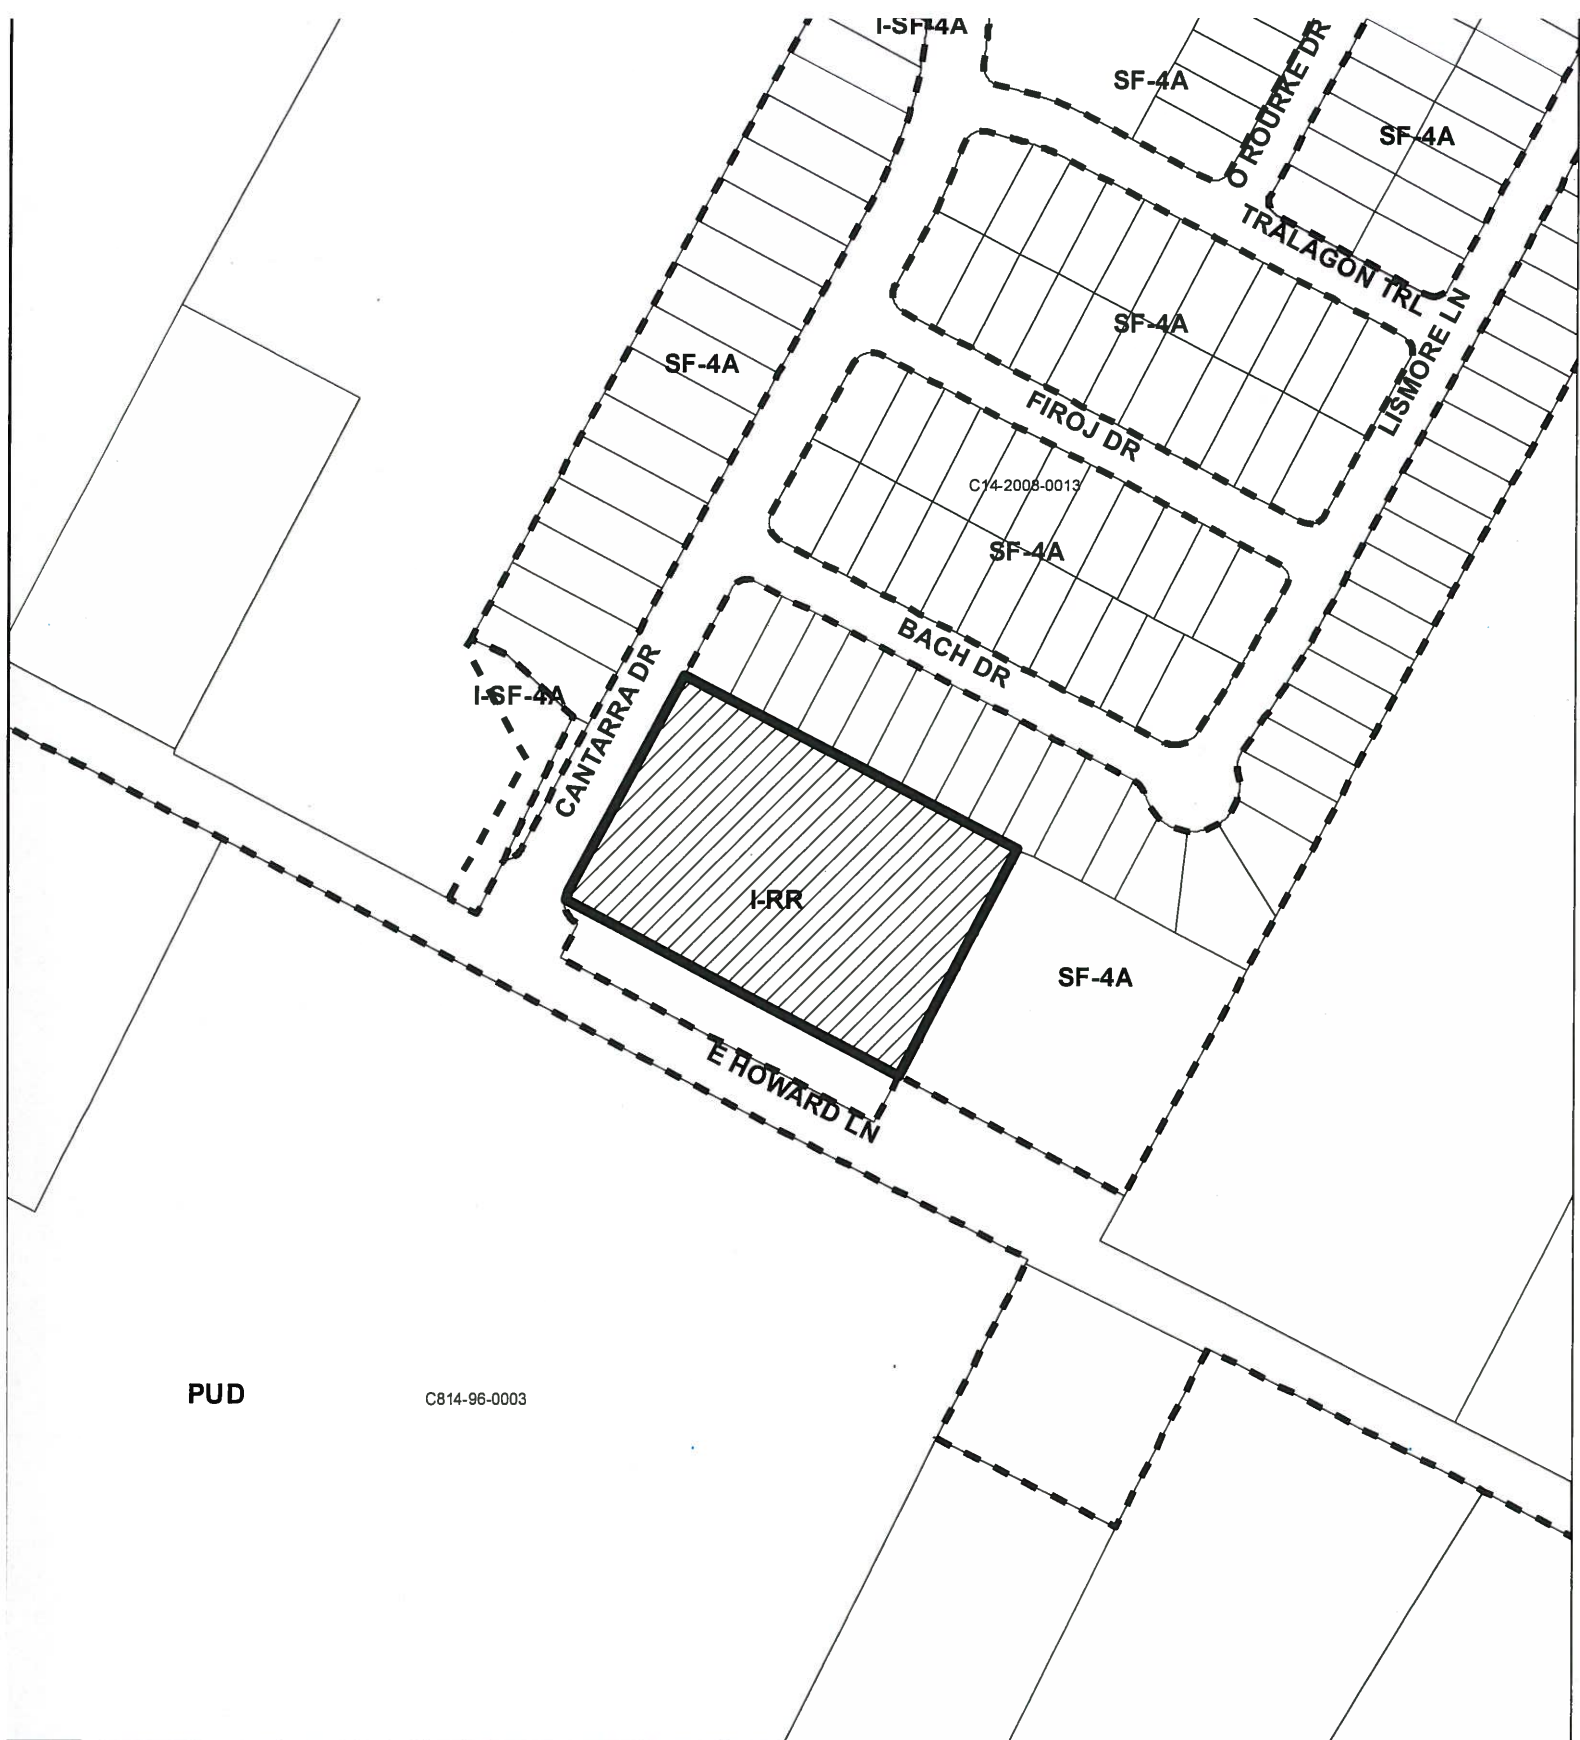 I-SF-4A
SF-4A
O ROURKE DR
SF-4A
TRALAGON TRL
SF-4A
LISMORE LN
SF-4A
FIROJ DR
C14-2008-0013
SF-4A
BACH DR
I-SF-4A
CANTARRA DR
I-RR
SF-4A
E HOWARD LN
PUD
C814-96-0003